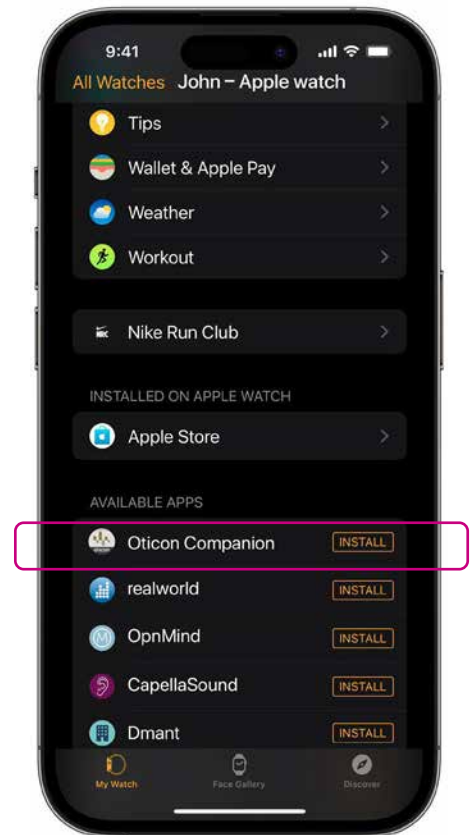 9:41
All Watches John – Apple watch
Tips
Wallet & Apple Pay
Weather
Workout
Nike Run Club
INSTALLED ON APPLE WATCH
Apple Store
AVAILABLE APPS
Oticon Companion INSTALL
realworld INSTALL
OpnMind INSTALL
CapellaSound INSTALL
Dmant INSTALL
My Watch Face Gallery Discover